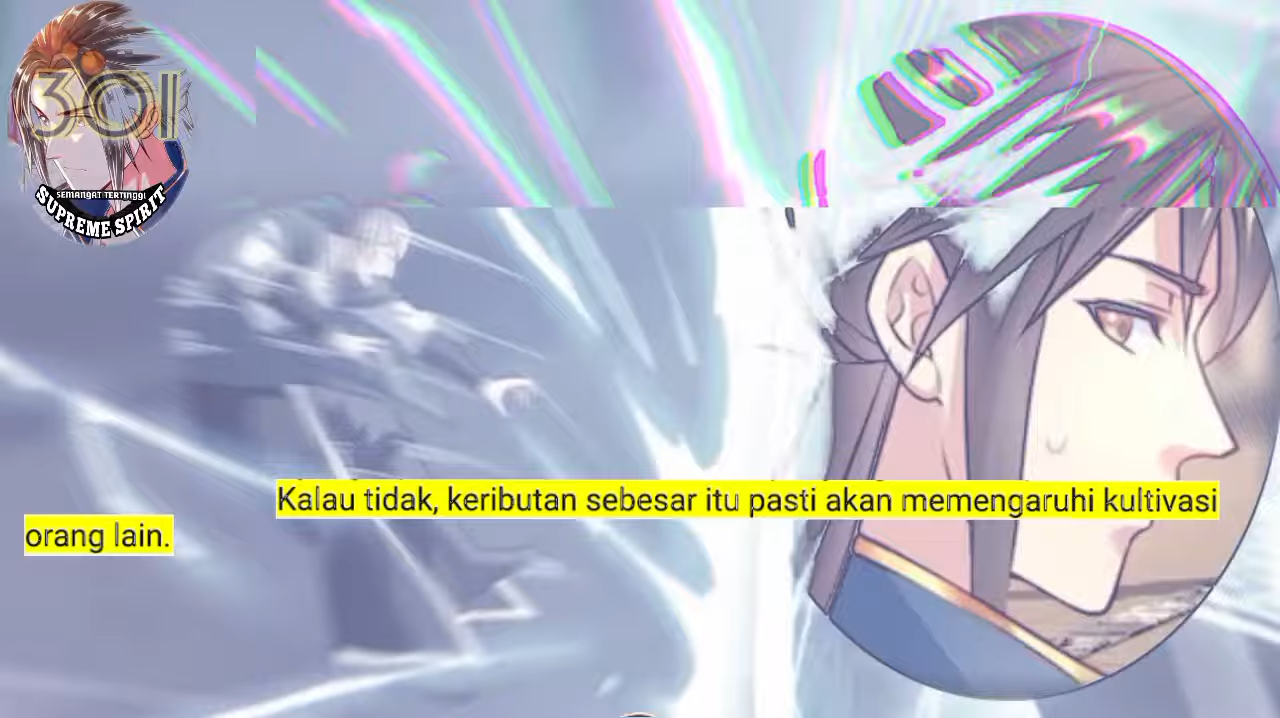 301
SEMANGAT TERTINGGI
SUPREME SPIRIT
Kalau tidak, keributan sebesar itu pasti akan memengaruhi kultivasi
orang lain.